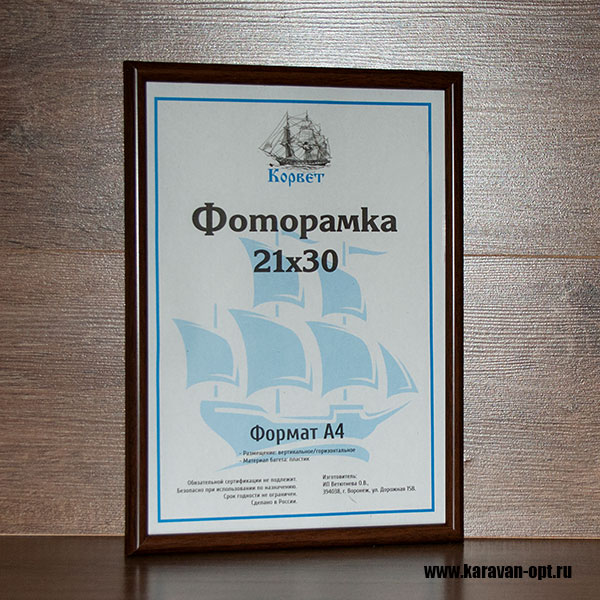 Корвет
Фоторамка
21x30
Формат А4
- Размещение: вертикальное/горизонтальное
- Материал багета: пластик
Обязательной сертификации не подлежит.
Безопасно при использовании по назначению.
Срок годности не ограничен.
Сделано в России.
Изготовитель:
ИП Ветютнева О.В.,
394038, г. Воронеж, ул. Дорожная 15В.
www.karavan-opt.ru